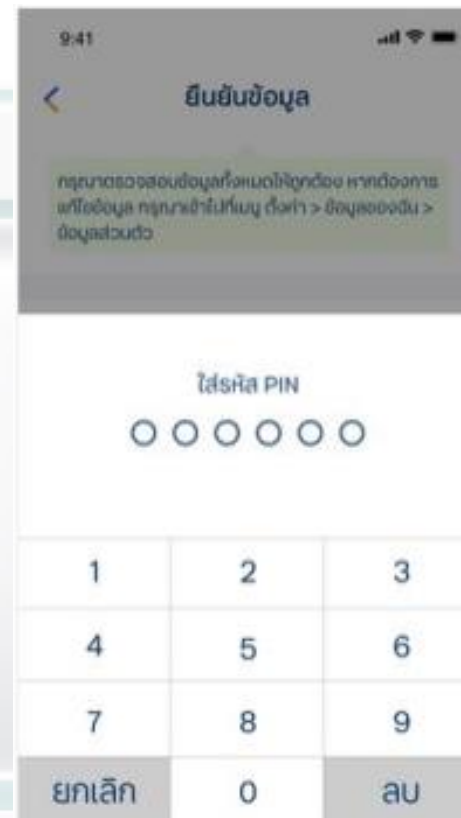 9:41
ยืนยันข้อมูล
กรุณาตรวจสอบข้อมูลทั้งหมดให้ถูกต้อง หากต้องการ
แก้ไขข้อมูล กรุณาเข้าไปที่เมนู ตั้งค่า > ข้อมูลของฉัน >
ข้อมูลส่วนตัว
ใส่รหัส PIN
1 2 3
4 5 6
7 8 9
ยกเลิก 0 ลบ